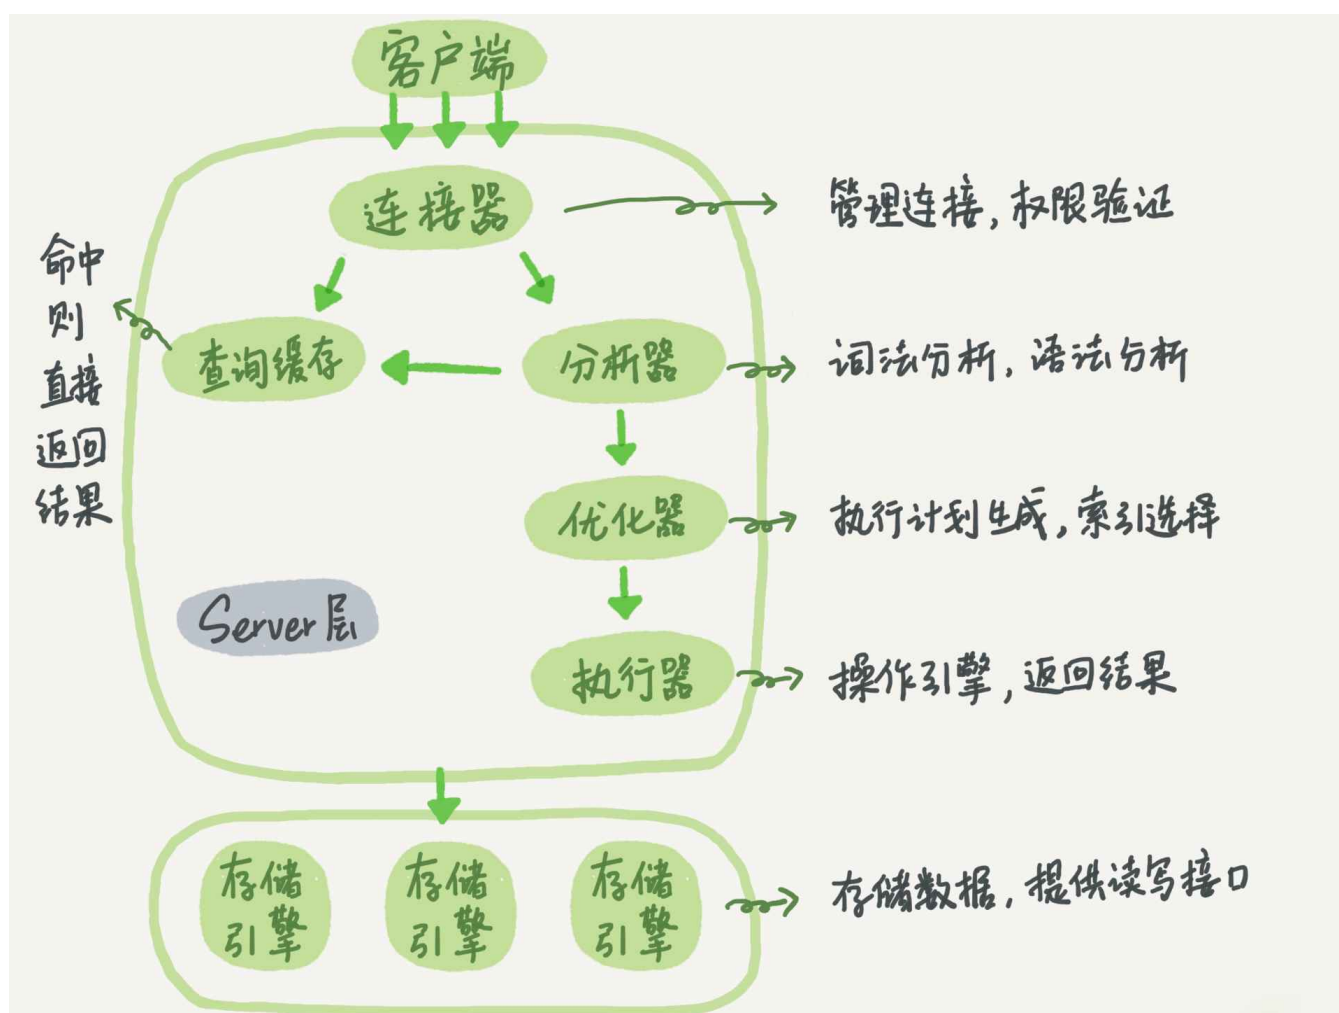 客户端
连接器
管理连接，权限验证
命中
则
直接
返回
结果
查询缓存
分析器
词法分析，语法分析
优化器
执行计划生成，索引选择
Server层
执行器
操作引擎，返回结果
存储
引擎
存储
引擎
存储
引擎
存储数据，提供读写接口